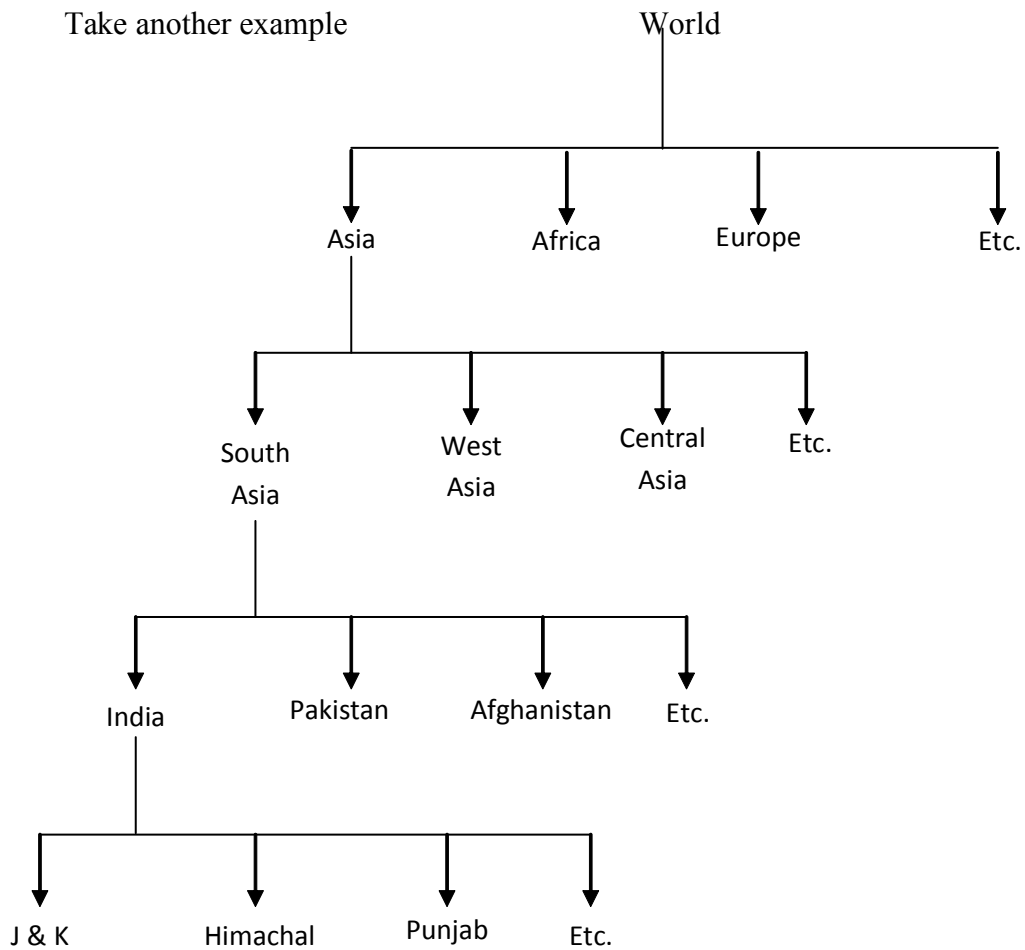 Take another example World
Asia Africa Europe Etc.
South West Central Etc.
Asia Asia Asia
India Pakistan Afghanistan Etc.
J & K Himachal Punjab Etc.